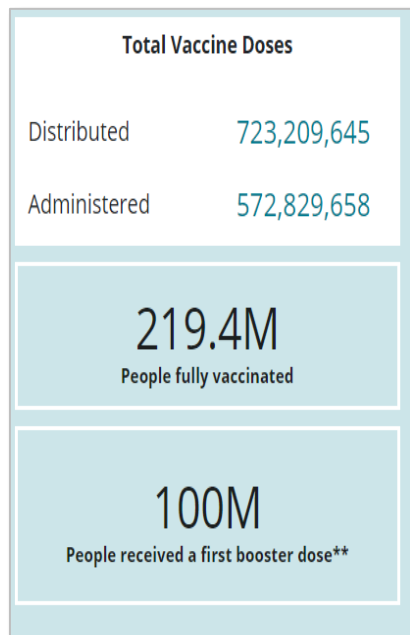 Total Vaccine Doses
Distributed 723,209,645
Administered 572,829,658
219.4M
People fully vaccinated
100M
People received a first booster dose**